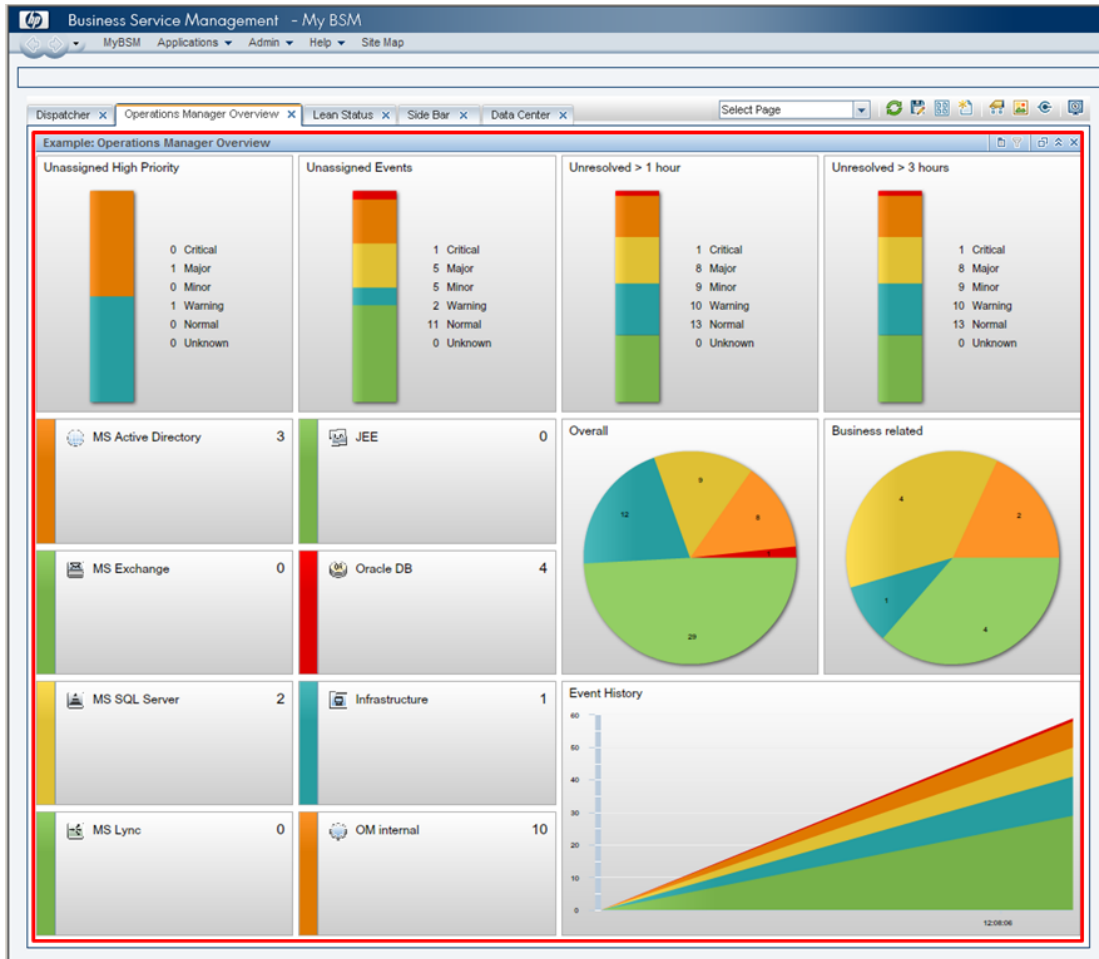 hp Business Service Management - My BSM
MyBSM Applications Admin Help Site Map
Dispatcher Operations Manager Overview Lean Status Side Bar Data Center Select Page
Example: Operations Manager Overview
Unassigned High Priority
0 Critical
1 Major
0 Minor
1 Warning
0 Normal
0 Unknown
Unassigned Events
1 Critical
5 Major
5 Minor
2 Warning
11 Normal
0 Unknown
Unresolved > 1 hour
1 Critical
8 Major
9 Minor
10 Warning
13 Normal
0 Unknown
Unresolved > 3 hours
1 Critical
8 Major
9 Minor
10 Warning
13 Normal
0 Unknown
MS Active Directory 3
JEE 0
MS Exchange 0
Oracle DB 4
MS SQL Server 2
Infrastructure 1
MS Lync 0
OM internal 10
Overall
9
8
12
1
29
Business related
4
2
1
4
Event History
60
50
40
30
20
10
0
12:08:06